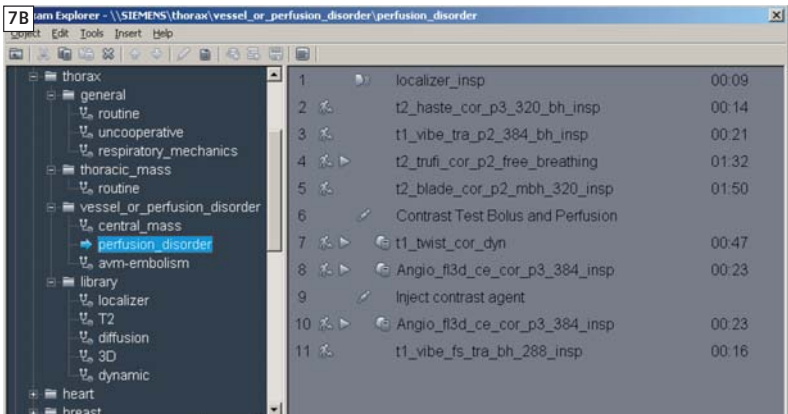 7B
am Explorer - \\SIEMENS\thorax\vessel_or_perfusion_disorder\perfusion_disorder
Object Edit Tools Insert Help
thorax
general
routine
uncooperative
respiratory_mechanics
thoracic_mass
routine
vessel_or_perfusion_disorder
central_mass
perfusion_disorder
avm-embolism
library
localizer
T2
diffusion
3D
dynamic
heart
breast
1 localizer_insp 00:09
2 t2_haste_cor_p3_320_bh_insp 00:14
3 t1_vibe_tra_p2_384_bh_insp 00:21
4 t2_trufi_cor_p2_free_breathing 01:32
5 t2_blade_cor_p2_mbh_320_insp 01:50
6 Contrast Test Bolus and Perfusion
7 t1_twist_cor_dyn 00:47
8 Angio_fl3d_ce_cor_p3_384_insp 00:23
9 Inject contrast agent
10 Angio_fl3d_ce_cor_p3_384_insp 00:23
11 t1_vibe_fs_tra_bh_288_insp 00:16